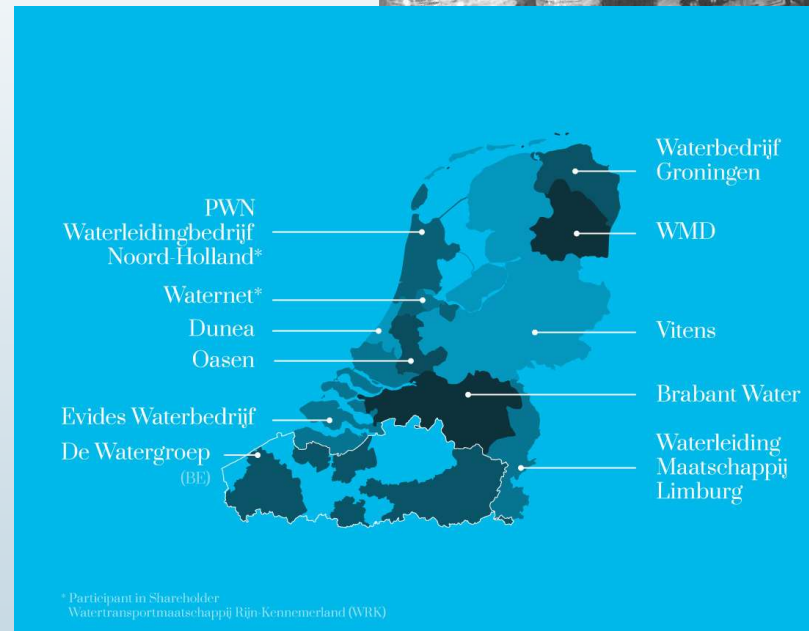 PWN
Waterleidingbedrijf
Noord-Holland*
Waternet*
Dunea
Oasen
Evides Waterbedrijf
De Watergroep
(BE)
Waterbedrijf
Groningen
WMD
Vitens
Brabant Water
Waterleiding
Maatschappij
Limburg
* Participant in Shareholder
Watertransportmaatschappij Rijn-Kennemerland (WRK)